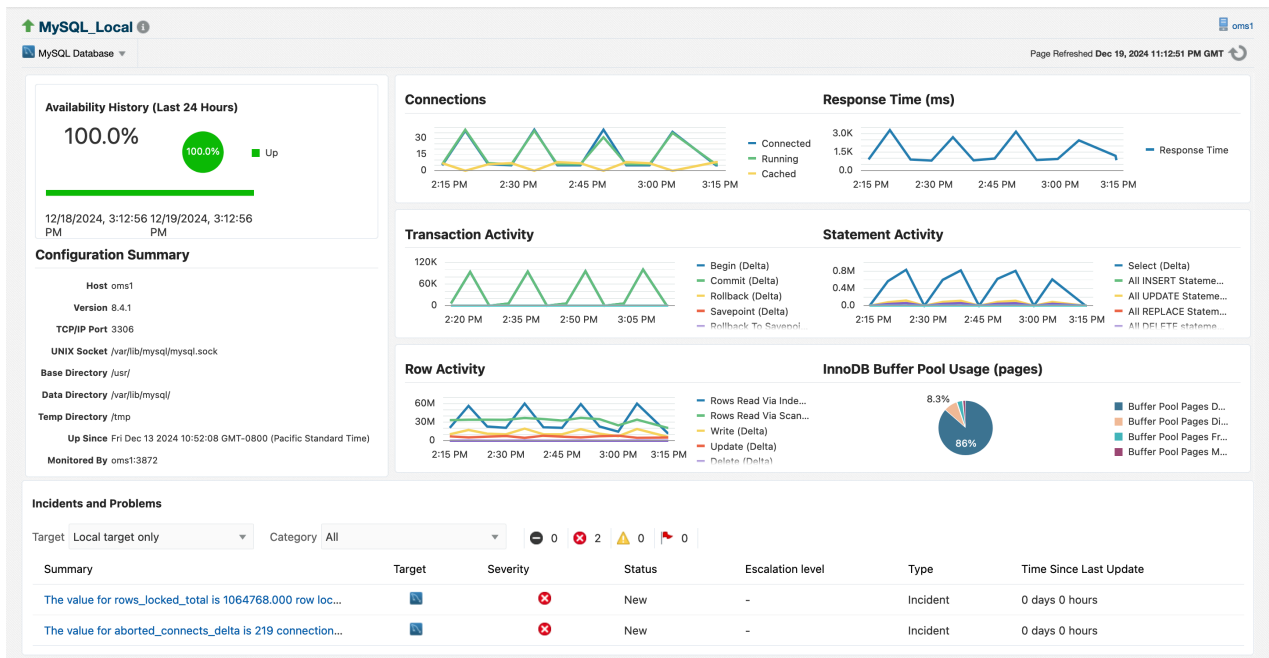 MySQL_Local
oms1
MySQL Database
Page Refreshed Dec 19, 2024 11:12:51 PM GMT
Availability History (Last 24 Hours)
100.0%
100.0%
Up
12/18/2024, 3:12:56 PM
12/19/2024, 3:12:56 PM
Configuration Summary
Host oms1
Version 8.4.1
TCP/IP Port 3306
UNIX Socket /var/lib/mysql/mysql.sock
Base Directory /usr/
Data Directory /var/lib/mysql/
Temp Directory /tmp
Up Since Fri Dec 13 2024 10:52:08 GMT-0800 (Pacific Standard Time)
Monitored By oms1:3872
Connections
30
15
0
2:15 PM 2:30 PM 2:45 PM 3:00 PM 3:15 PM
Connected
Running
Cached
Response Time (ms)
3.0K
1.5K
0.0
2:15 PM 2:30 PM 2:45 PM 3:00 PM 3:15 PM
Response Time
Transaction Activity
120K
60K
0
2:20 PM 2:35 PM 2:50 PM 3:05 PM
Begin (Delta)
Commit (Delta)
Rollback (Delta)
Savepoint (Delta)
Rollback To Savepoi...
Statement Activity
0.8M
0.4M
0.0
2:15 PM 2:30 PM 2:45 PM 3:00 PM 3:15 PM
Select (Delta)
All INSERT Stateme...
All UPDATE Stateme...
All REPLACE Statem...
All DELETE stateme...
Row Activity
60M
30M
0
2:15 PM 2:30 PM 2:45 PM 3:00 PM 3:15 PM
Rows Read Via Inde...
Rows Read Via Scan...
Write (Delta)
Update (Delta)
Delete (Delta)
InnoDB Buffer Pool Usage (pages)
8.3%
86%
Buffer Pool Pages D...
Buffer Pool Pages Di...
Buffer Pool Pages Fr...
Buffer Pool Pages M...
Incidents and Problems
Target Local target only Category All 0 2 0 0
Summary Target Severity Status Escalation level Type Time Since Last Update
The value for rows_locked_total is 1064768.000 row loc... New - Incident 0 days 0 hours
The value for aborted_connects_delta is 219 connection... New - Incident 0 days 0 hours